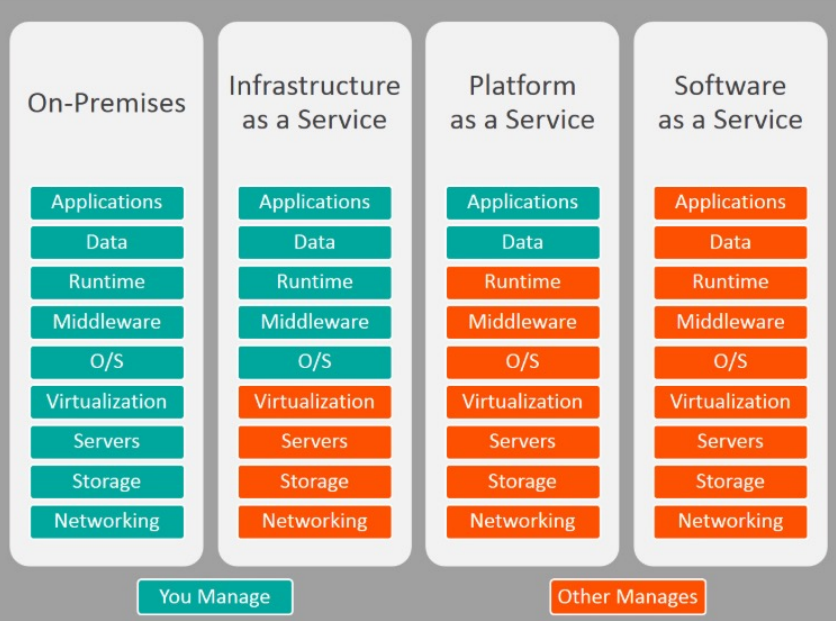 On-Premises
Applications
Data
Runtime
Middleware
O/S
Virtualization
Servers
Storage
Networking
Infrastructure
as a Service
Applications
Data
Runtime
Middleware
O/S
Virtualization
Servers
Storage
Networking
Platform
as a Service
Applications
Data
Runtime
Middleware
O/S
Virtualization
Servers
Storage
Networking
Software
as a Service
Applications
Data
Runtime
Middleware
O/S
Virtualization
Servers
Storage
Networking
You Manage
Other Manages